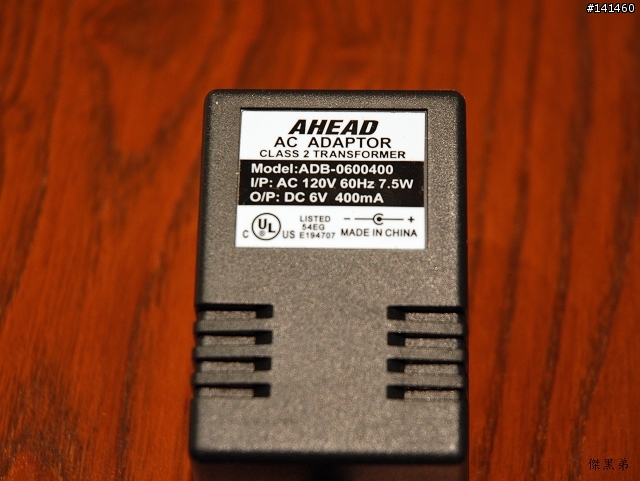 #141460
AHEAD
AC ADAPTOR
CLASS 2 TRANSFORMER
Model:ADB-0600400
I/P: AC 120V 60Hz 7.5W
O/P: DC 6V 400mA
C UL® US
LISTED
54EG
E194707
- +
MADE IN CHINA
傑黑弟